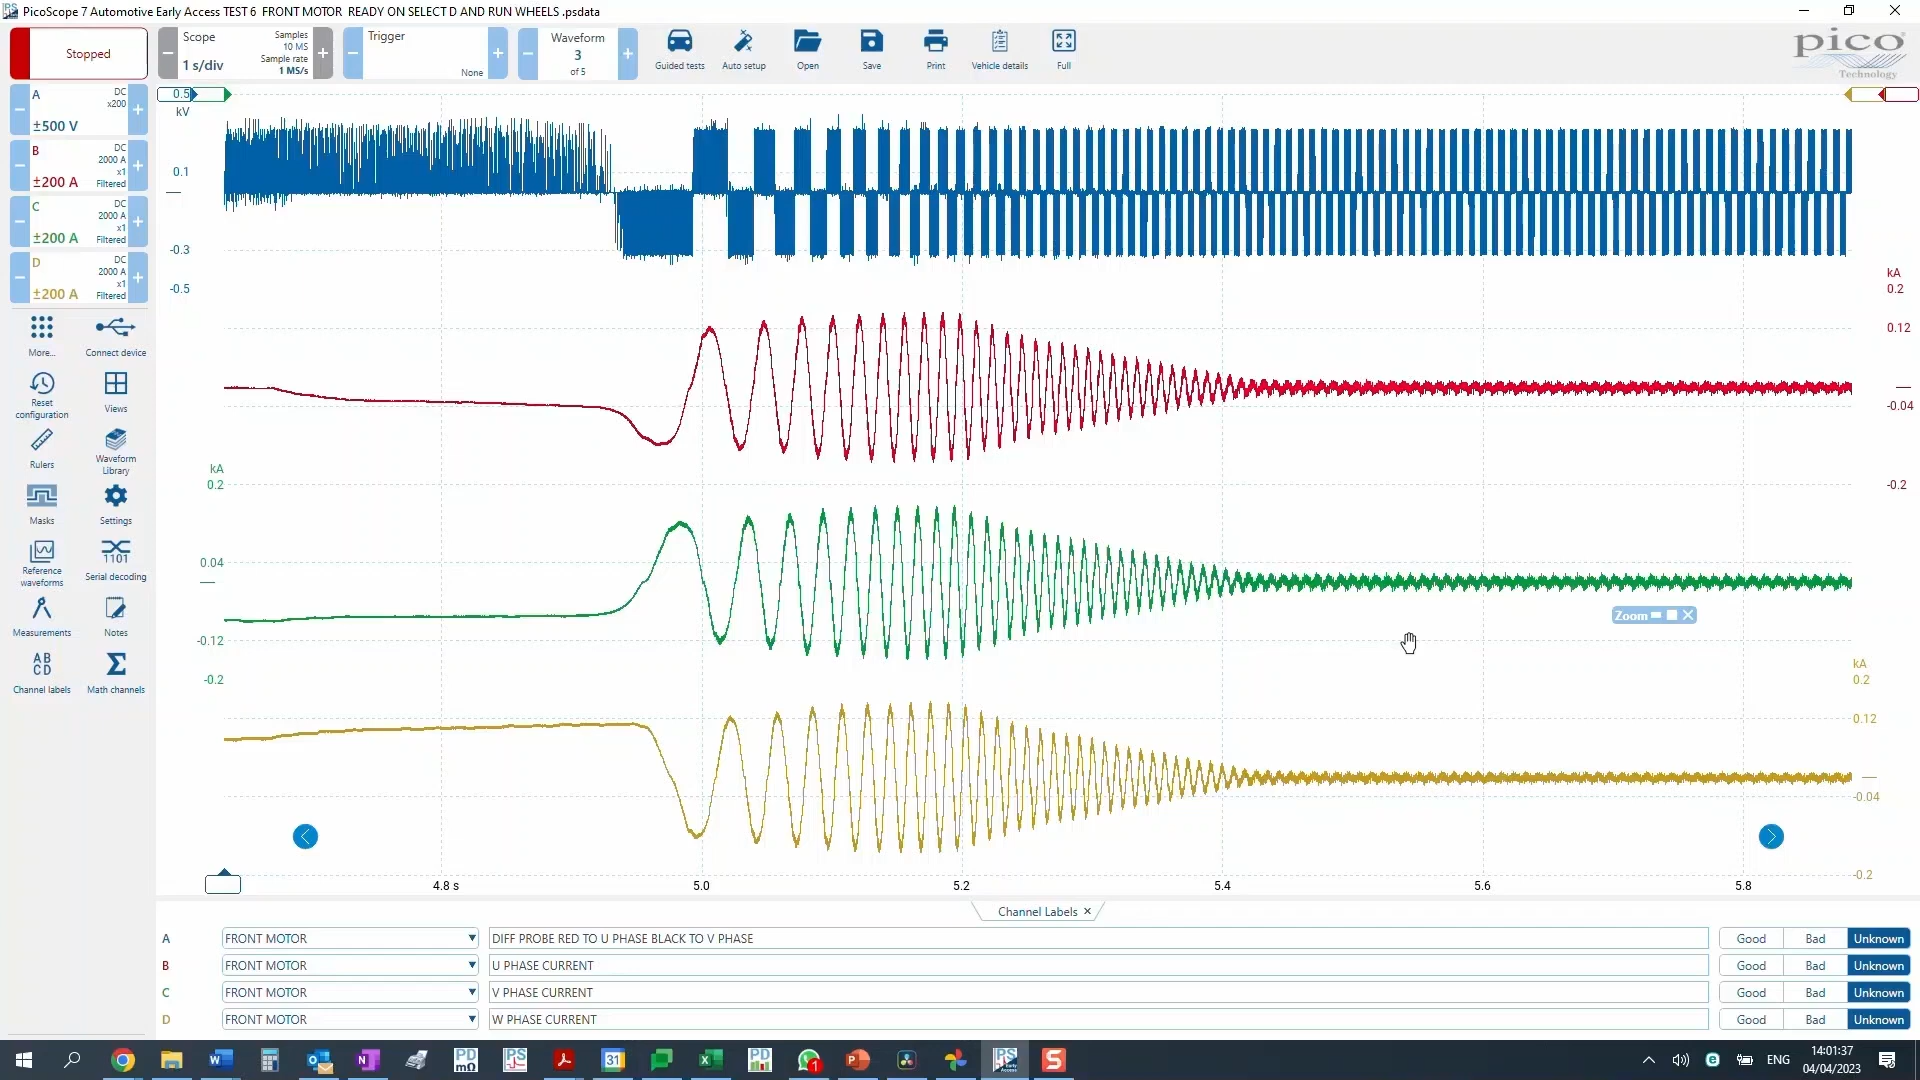 PicoScope 7 Automotive Early Access TEST 6 FRONT MOTOR READY ON SELECT D AND RUN WHEELS .psdata
Stopped
Scope
Samples
10 MS
Sample rate
1 s/div
1 MS/s
Trigger
None
Waveform
3
of 5
Guided tests
Auto setup
Open
Save
Print
Vehicle details
Full
pico
Technology
A
DC
x200
±500 V
B
DC
2000 A
x1
±200 A
Filtered
C
DC
2000 A
x1
±200 A
Filtered
D
DC
2000 A
x1
±200 A
Filtered
More...
Connect device
Reset configuration
Views
Rulers
Waveform Library
Masks
Settings
Reference waveforms
1101
Serial decoding
Measurements
Notes
AB
CD
Channel labels
Math channels
0.5
kV
0.1
-0.3
-0.5
kA
0.2
0.12
-0.04
-0.2
kA
0.2
0.04
-0.12
-0.2
kA
0.2
0.12
-0.04
-0.2
Zoom
4.8 s
5.0
5.2
5.4
5.6
5.8
Channel Labels
A FRONT MOTOR DIFF PROBE RED TO U PHASE BLACK TO V PHASE Good Bad Unknown
B FRONT MOTOR U PHASE CURRENT Good Bad Unknown
C FRONT MOTOR V PHASE CURRENT Good Bad Unknown
D FRONT MOTOR W PHASE CURRENT Good Bad Unknown
ENG
14:01:37
04/04/2023